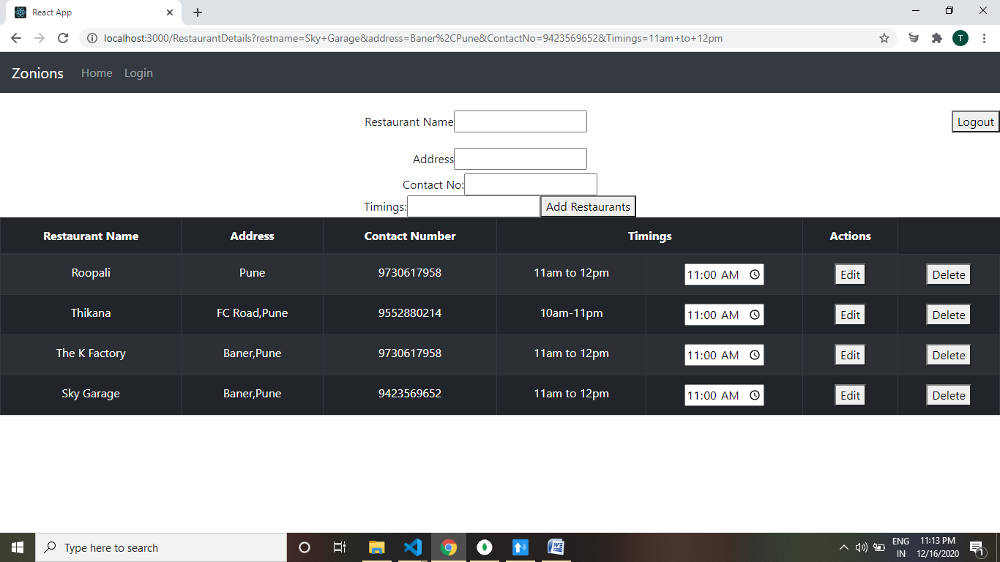 React App
localhost:3000/RestaurantDetails?restname=Sky+Garage&address=Baner%2CPune&ContactNo=9423569652&Timings=11am+to+12pm
T
Zonions Home Login
Restaurant Name
Logout
Address
Contact No:
Timings: Add Restaurants
Restaurant Name Address Contact Number Timings Actions
Roopali Pune 9730617958 11am to 12pm 11:00 AM Edit Delete
Thikana FC Road,Pune 9552880214 10am-11pm 11:00 AM Edit Delete
The K Factory Baner,Pune 9730617958 11am to 12pm 11:00 AM Edit Delete
Sky Garage Baner,Pune 9423569652 11am to 12pm 11:00 AM Edit Delete
Type here to search
ENG 11:13 PM
IN 12/16/2020
1